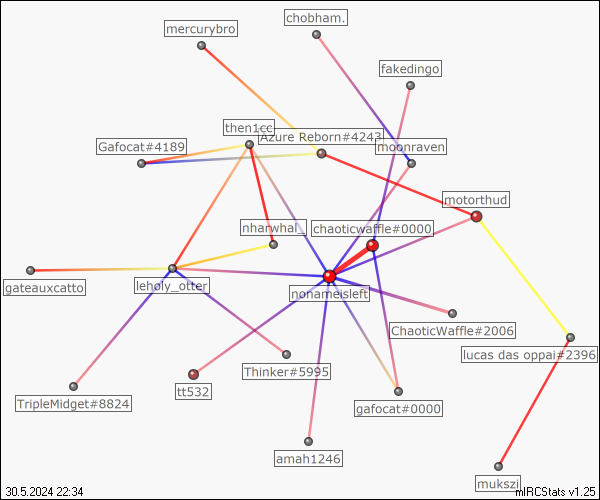 chobham.
mercurybro
fakedingo
then1cc
Azure Reborn#4243
Gafocat#4189
moonraven
motorthud
nharwhal_
chaoticwaffle#0000
gateauxcatto
leholy_otter
nonameisleft
ChaoticWaffle#2006
lucas das oppai#2396
Thinker#5995
tt532
TripleMidget#8824
gafocat#0000
amah1246
mukszi
30.5.2024 22:34
mIRCStats v1.25